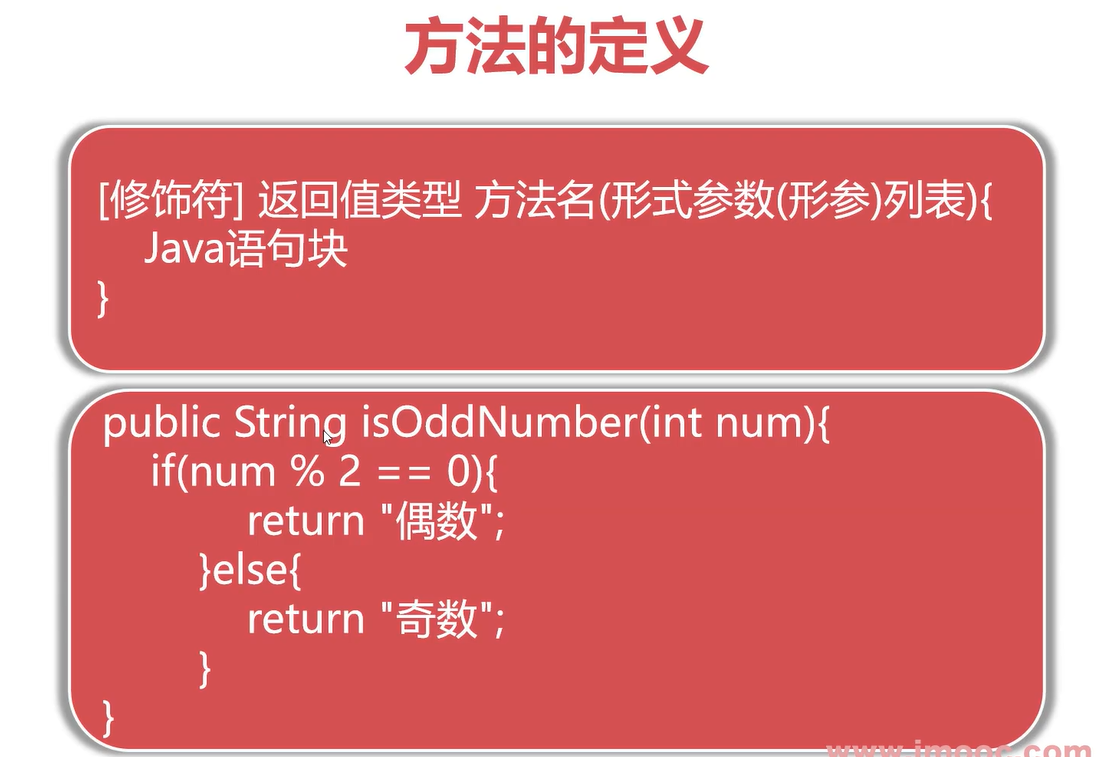 方法的定义
[修饰符] 返回值类型 方法名(形式参数(形参)列表){
Java语句块
}
public String isOddNumber(int num){
if(num % 2 == 0){
return "偶数";
}else{
return "奇数";
}
}
www.imooc.com